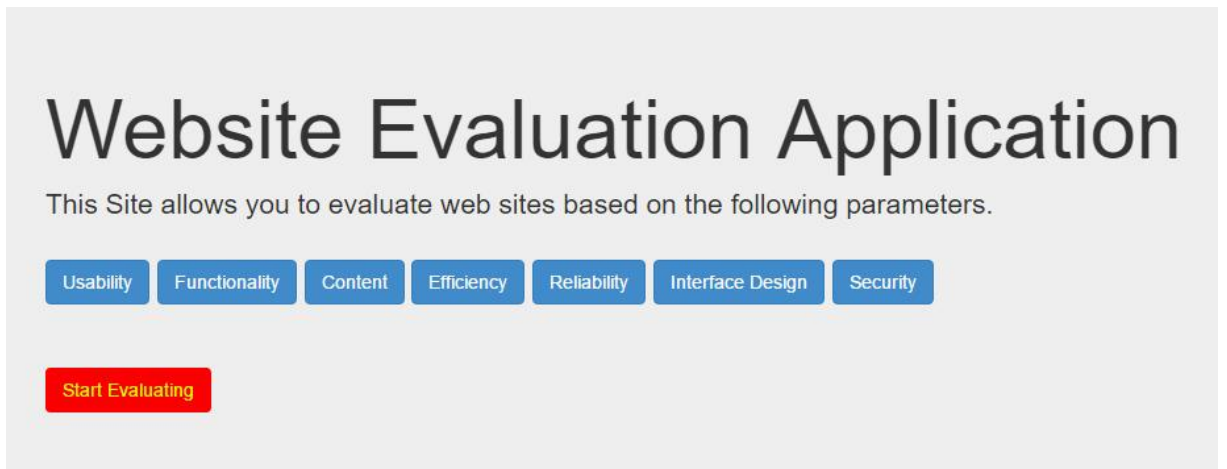 Website Evaluation Application
This Site allows you to evaluate web sites based on the following parameters.
Usability Functionality Content Efficiency Reliability Interface Design Security
Start Evaluating